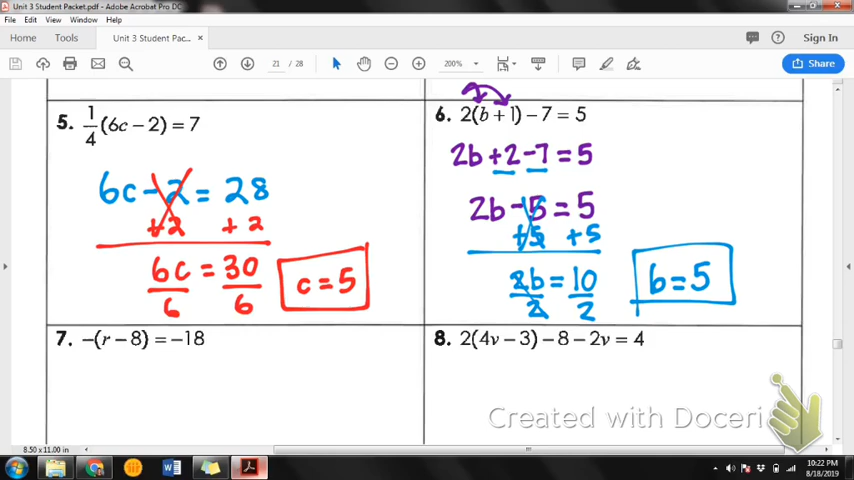 Unit 3 Student Packet.pdf - Adobe Acrobat Pro DC
File Edit View Window Help
Home Tools Unit 3 Student Pac... × Sign In
21 / 28 200% Share
5. 1/4(6c − 2) = 7
6c − 2 = 28
+2 +2
6c = 30
6 6
c = 5
6. 2(b + 1) − 7 = 5
2b + 2 − 7 = 5
2b − 5 = 5
+5 +5
2b = 10
2 2
b = 5
7. −(r − 8) = −18
8. 2(4v − 3) − 8 − 2v = 4
Created with Doceri
8.50 x 11.00 in
10:22 PM
8/18/2019